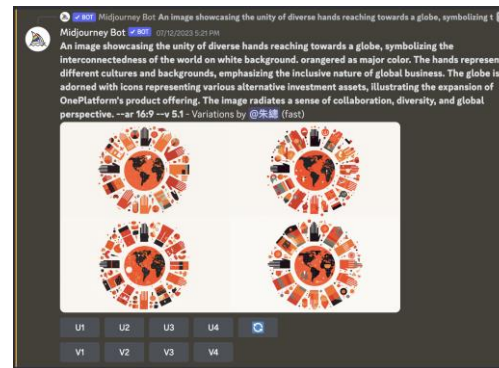 ✓ BOT Midjourney Bot An image showcasing the unity of diverse hands reaching towards a globe, symbolizing t
Midjourney Bot ✓ BOT 07/12/2023 5:21 PM
An image showcasing the unity of diverse hands reaching towards a globe, symbolizing the
interconnectedness of the world on white background. orangered as major color. The hands represen
different cultures and backgrounds, emphasizing the inclusive nature of global business. The globe is
adorned with icons representing various alternative investment assets, illustrating the expansion of
OnePlatform's product offering. The image radiates a sense of collaboration, diversity, and global
perspective. --ar 16:9 --v 5.1 - Variations by @朱總 (fast)
U1 U2 U3 U4
V1 V2 V3 V4